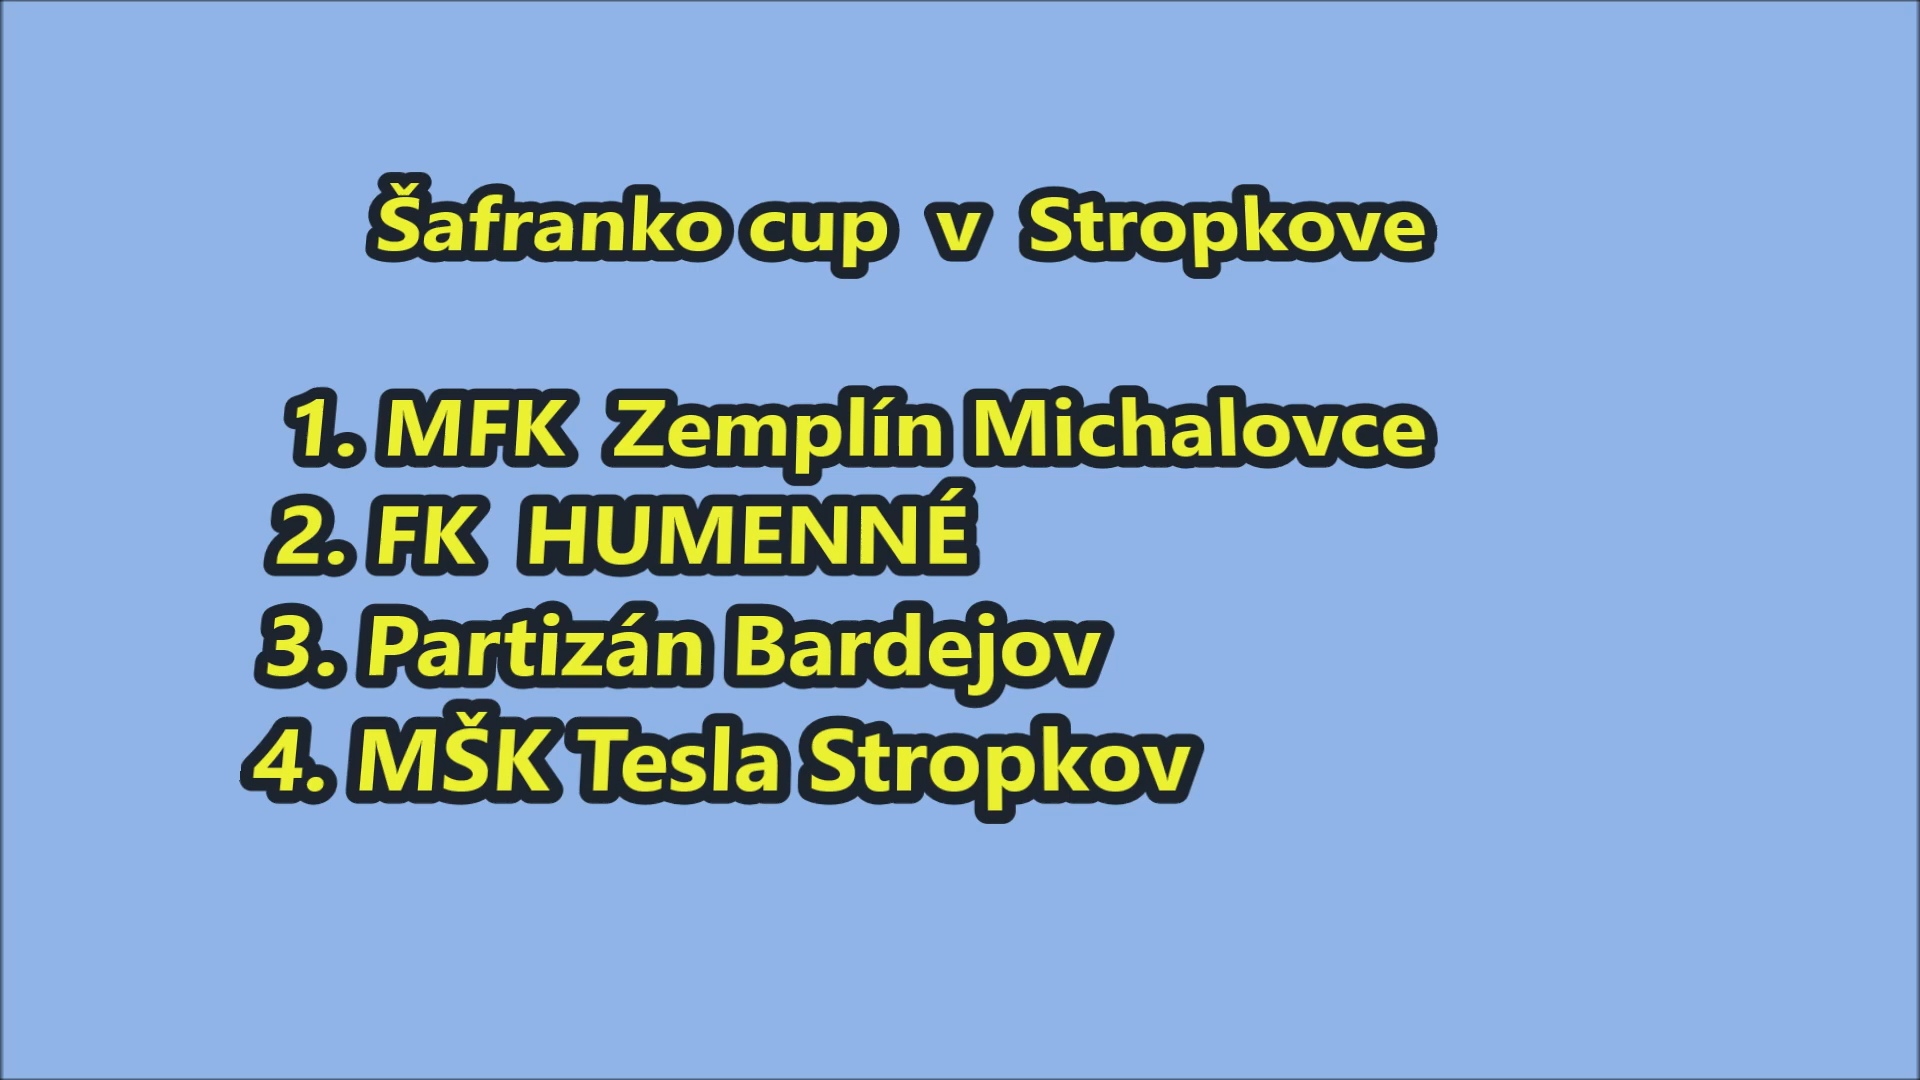 Šafranko cup v Stropkove
1. MFK Zemplín Michalovce
2. FK HUMENNÉ
3. Partizán Bardejov
4. MŠK Tesla Stropkov